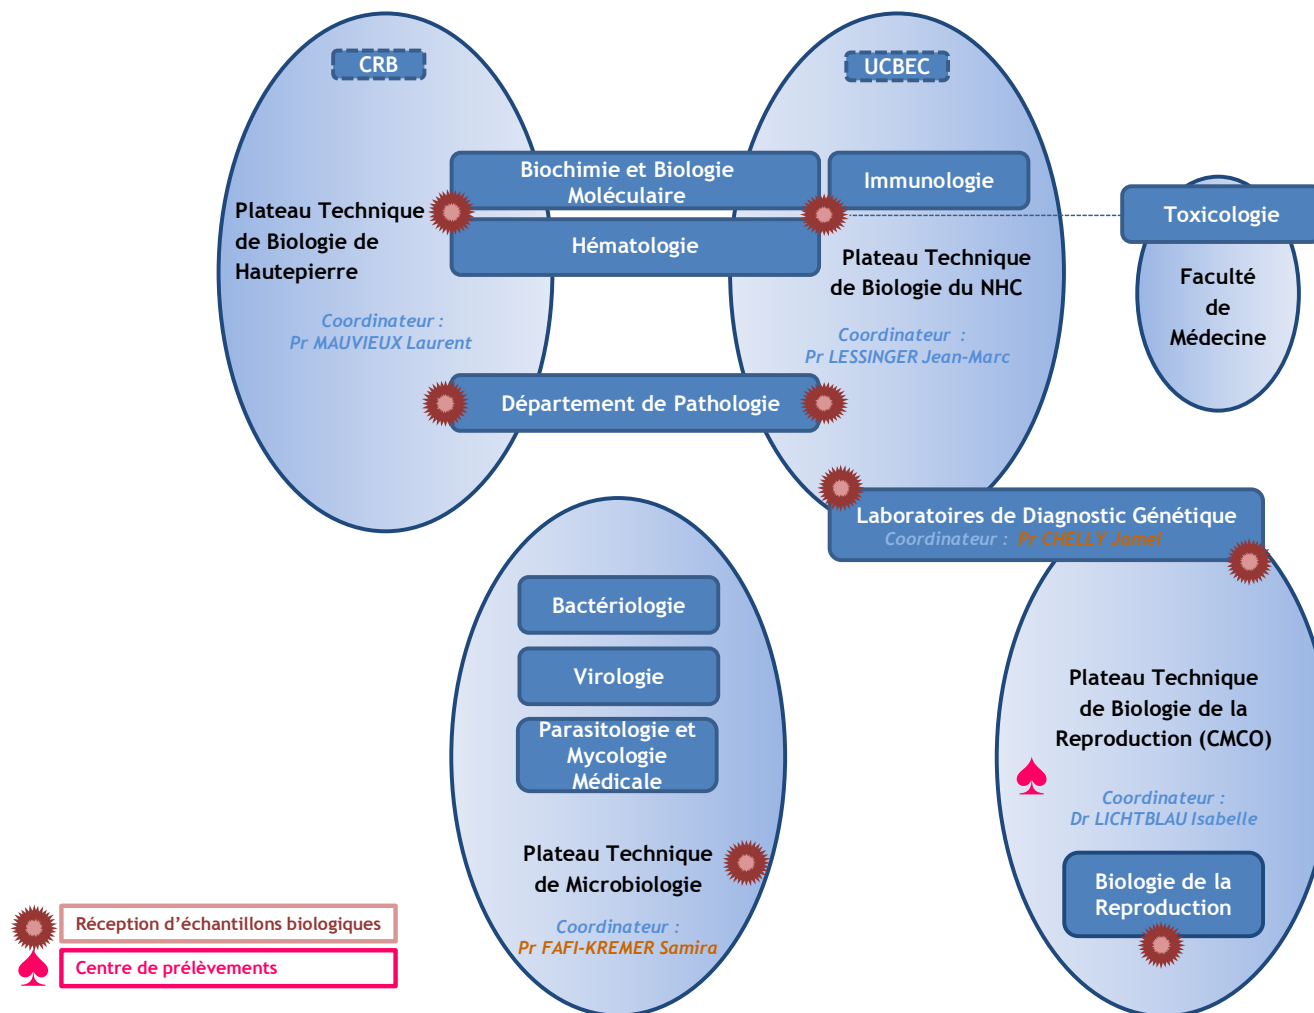 CRB
UCBEC
Biochimie et Biologie
Moléculaire
Immunologie
Plateau Technique
de Biologie de
Hautepierre
Hématologie
Toxicologie
Plateau Technique
de Biologie du NHC
Faculté
de
Médecine
Coordinateur :
Pr MAUVIEUX Laurent
Coordinateur :
Pr LESSINGER Jean-Marc
Département de Pathologie
Laboratoires de Diagnostic Génétique
Coordinateur : Pr CHELLY Jamel
Bactériologie
Virologie
Parasitologie et
Mycologie
Médicale
Plateau Technique
de Microbiologie
Coordinateur :
Pr FAFI-KREMER Samira
Plateau Technique
de Biologie de la
Reproduction (CMCO)
Coordinateur :
Dr LICHTBLAU Isabelle
Biologie de la
Reproduction
Réception d’échantillons biologiques
Centre de prélèvements